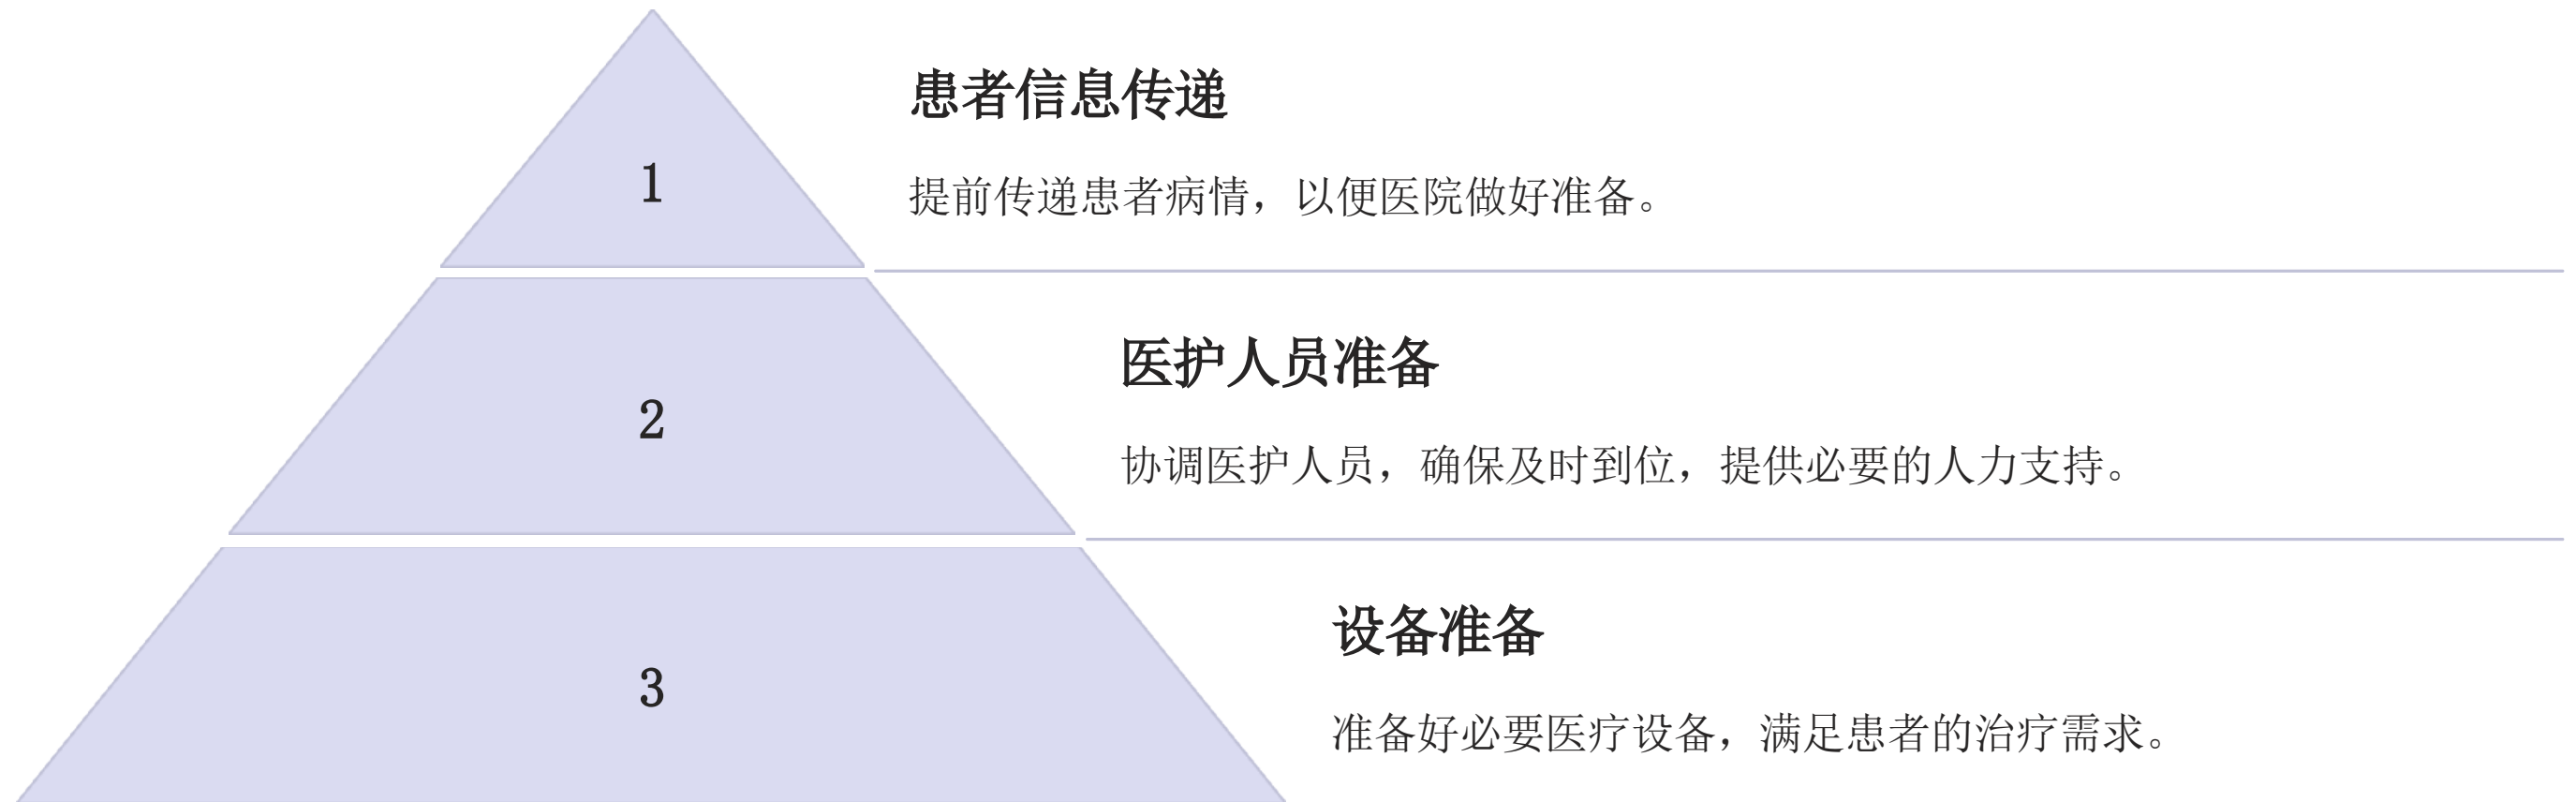 患者信息传递
1
提前传递患者病情，以便医院做好准备。
医护人员准备
2
协调医护人员，确保及时到位，提供必要的人力支持。
设备准备
3
准备好必要医疗设备，满足患者的治疗需求。